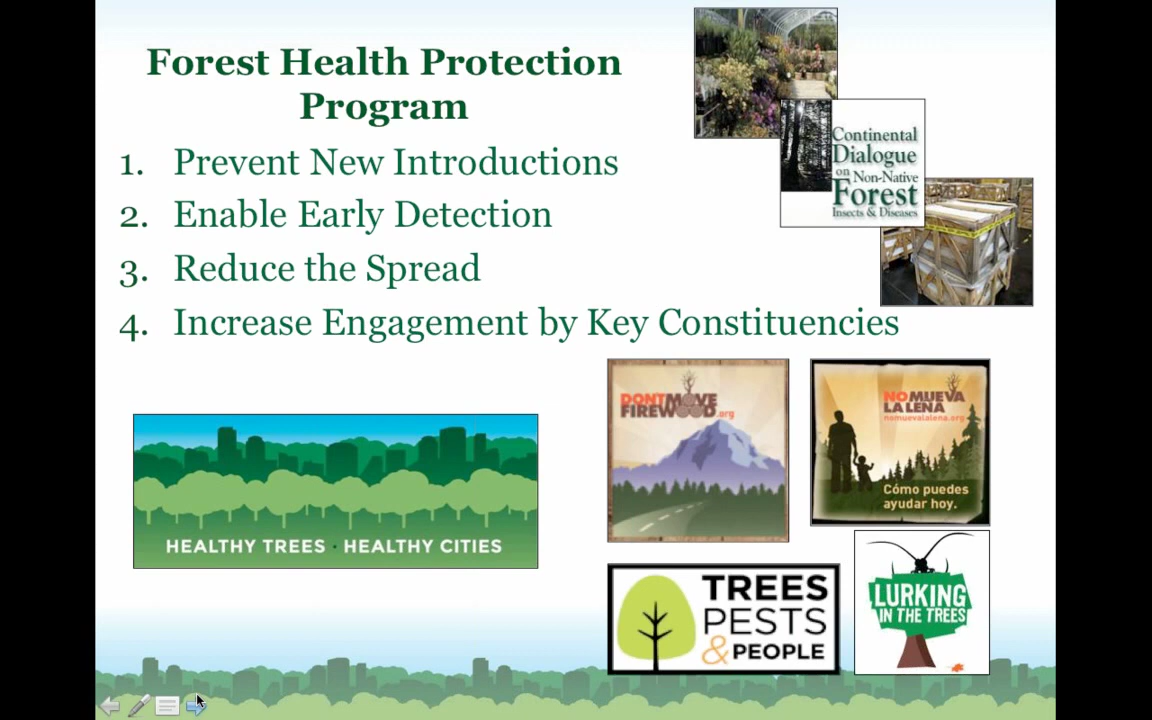 Forest Health Protection
Program
1. Prevent New Introductions
2. Enable Early Detection
3. Reduce the Spread
4. Increase Engagement by Key Constituencies
Continental
Dialogue
on Non-Native
Forest
Insects & Diseases
DONT MOVE
FIREWOOD.org
NO MUEVA
LA LENA
nomuevalalena.org
Cómo puedes
ayudar hoy.
HEALTHY TREES · HEALTHY CITIES
TREES
PESTS
& PEOPLE
LURKING
IN THE TREES